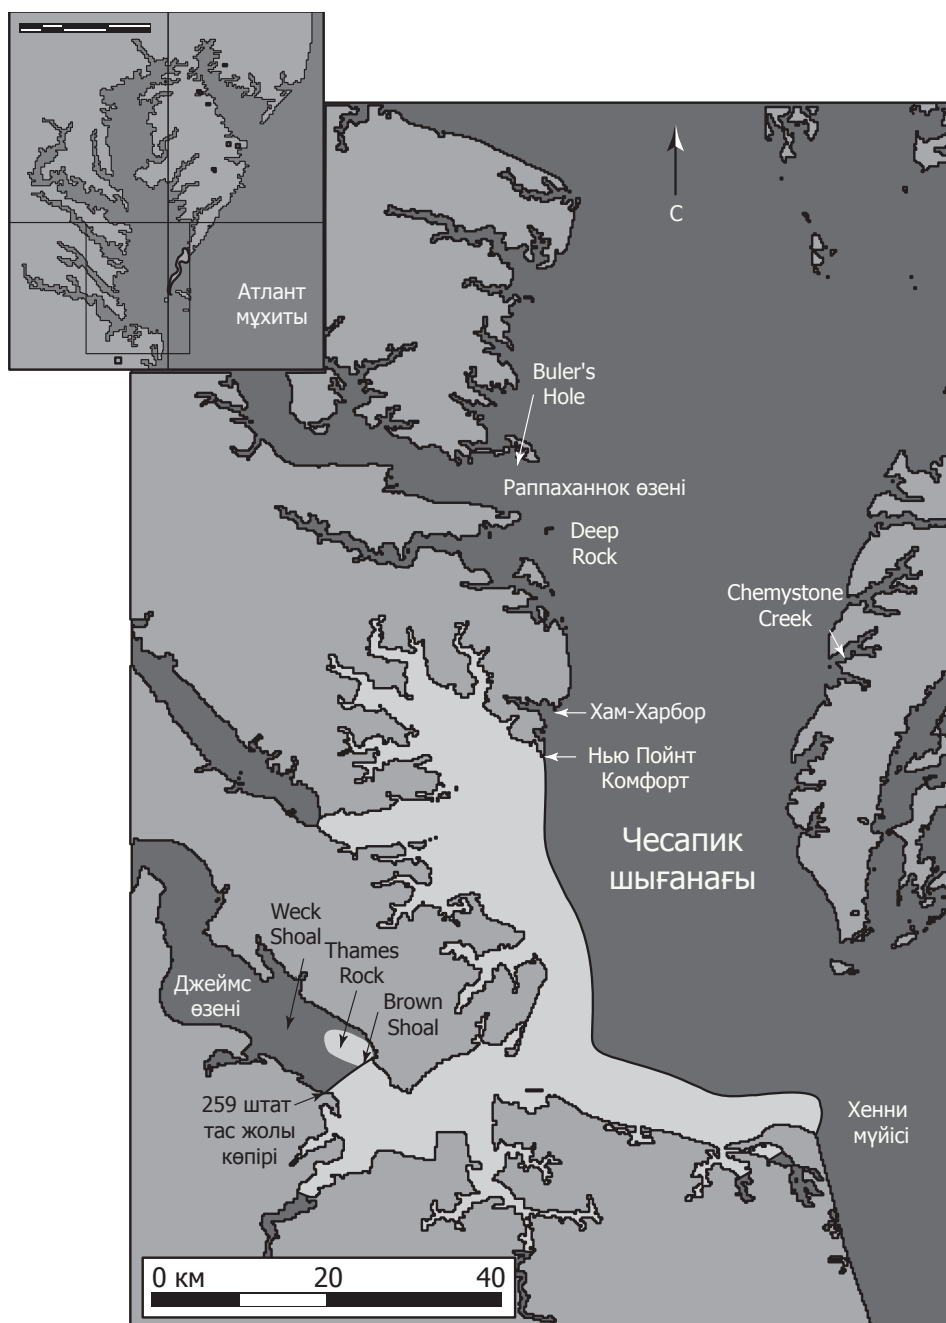 Атлант
мұхиты
С
Buler's
Hole
Раппаханнок өзені
Deep
Rock
Chemystone
Creek
Хам-Харбор
Нью Пойнт
Комфорт
Чесапик
шығанағы
Weck
Shoal
Thames
Rock
Джеймс
өзені
Brown
Shoal
259 штат
тас жолы
көпірі
Хенни
мүйісі
0 км 20 40